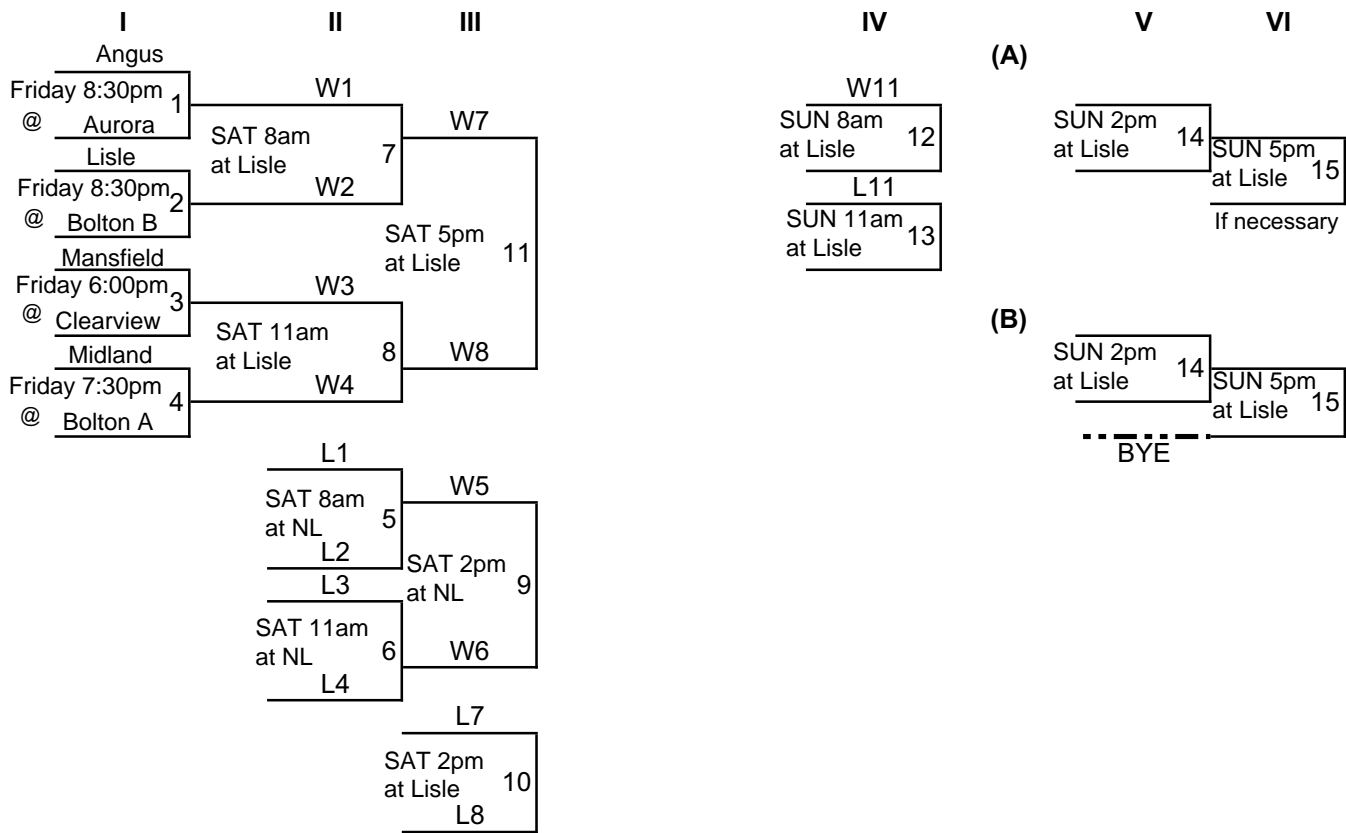 I II III IV V VI
(A)
Angus
Friday 8:30pm 1
@ Aurora
W1
SAT 8am 7
at Lisle
W2
Lisle
Friday 8:30pm 2
@ Bolton B
W7
SAT 5pm 11
at Lisle
W8
Mansfield
Friday 6:00pm 3
@ Clearview
W3
SAT 11am 8
at Lisle
W4
Midland
Friday 7:30pm 4
@ Bolton A
L1
SAT 8am 5
at NL
L2
W5
SAT 2pm 9
at NL
W6
L3
SAT 11am 6
at NL
L4
L7
SAT 2pm 10
at Lisle
L8
W11
SUN 8am 12
at Lisle
L11
SUN 11am 13
at Lisle
SUN 2pm 14
at Lisle
SUN 5pm 15
at Lisle
If necessary
(B)
SUN 2pm 14
at Lisle
SUN 5pm 15
at Lisle
BYE